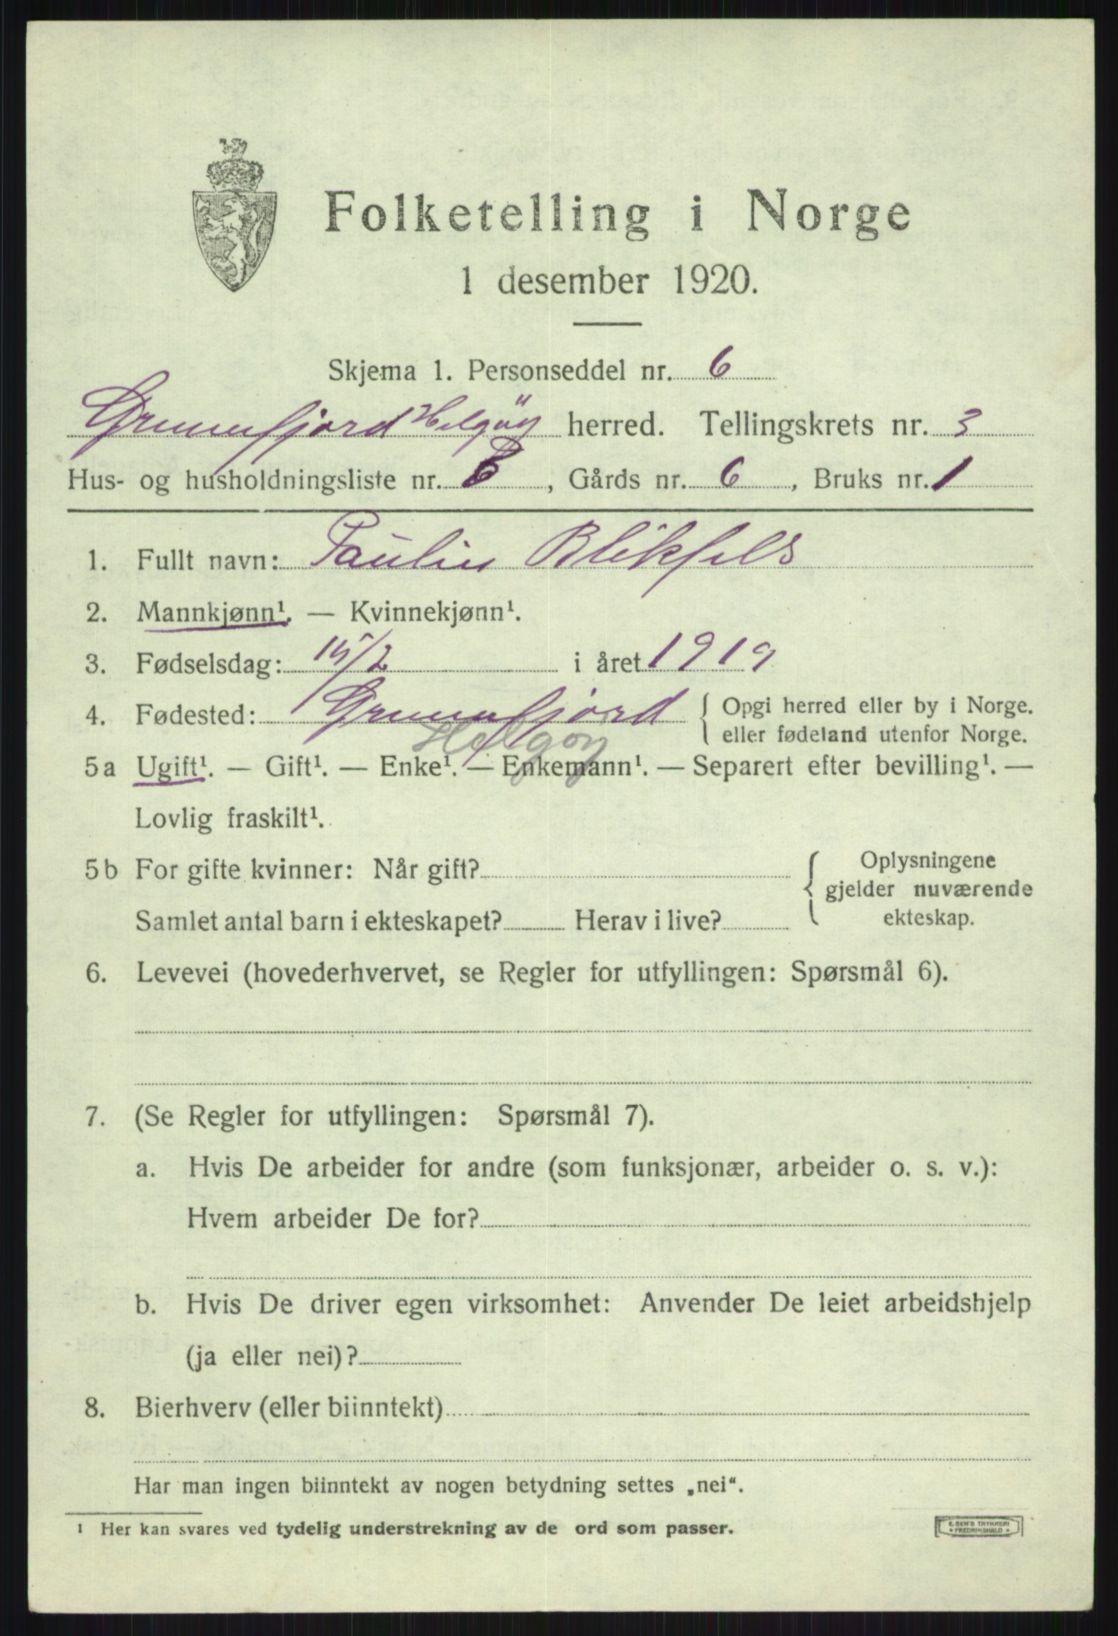 Folketelling i Norge
1 desember 1920.
Skjema 1. Personseddel nr. 6
Grunnfjord Helgöy herred. Tellingskrets nr. 3
Hus- og husholdningsliste nr. 6, Gårds nr. 6, Bruks nr. 1
1. Fullt navn: Paulin Blikfeld
2. Mannkjønn¹. — Kvinnekjønn¹.
3. Fødselsdag: 15/2 i året 1919
4. Fødested: Grunnfjord { Opgi herred eller by i Norge.
Helgøy eller fødeland utenfor Norge.
5a Ugift¹. — Gift¹. — Enke¹. — Enkemann¹. — Separert efter bevilling¹. —
Lovlig fraskilt¹.
5b For gifte kvinner: Når gift? { Oplysningene
gjelder nuværende
Samlet antal barn i ekteskapet? Herav i live? ekteskap.
6. Levevei (hovederhvervet, se Regler for utfyllingen: Spørsmål 6).
7. (Se Regler for utfyllingen: Spørsmål 7).
a. Hvis De arbeider for andre (som funksjonær, arbeider o. s. v.):
Hvem arbeider De for?
b. Hvis De driver egen virksomhet: Anvender De leiet arbeidshjelp
(ja eller nei)?
8. Bierhverv (eller biinntekt)
Har man ingen biinntekt av nogen betydning settes „nei“.
¹ Her kan svares ved tydelig understrekning av de ord som passer.